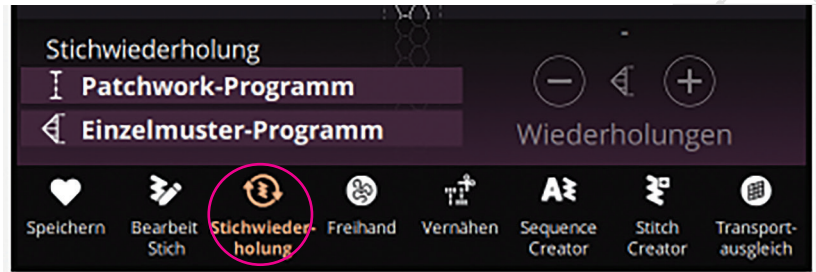 Stichwiederholung
Patchwork-Programm
Einzelmuster-Programm
-
Wiederholungen
Speichern
Bearbeit
Stich
Stichwieder-
holung
Freihand
Vernähen
A
Sequence
Creator
Stitch
Creator
Transport-
ausgleich